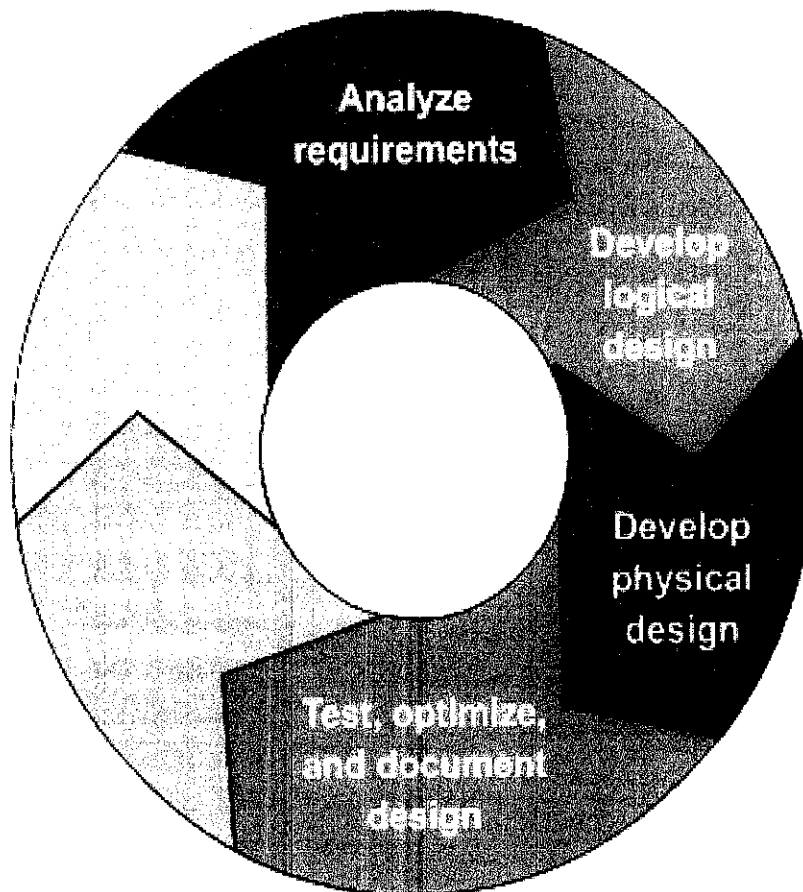 Analyze
requirements
Develop
logical
design
Develop
physical
design
Test, optimize,
and document
design